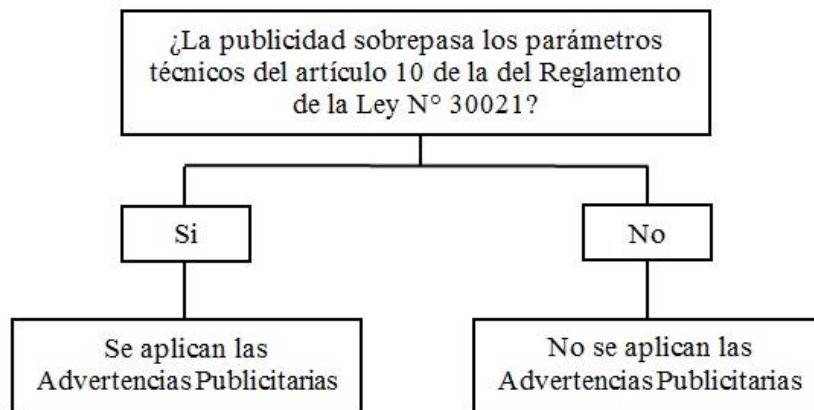 ¿La publicidad sobrepasa los parámetros
técnicos del artículo 10 de la del Reglamento
de la Ley N° 30021?
Si
No
Se aplican las
Advertencias Publicitarias
No se aplican las
Advertencias Publicitarias